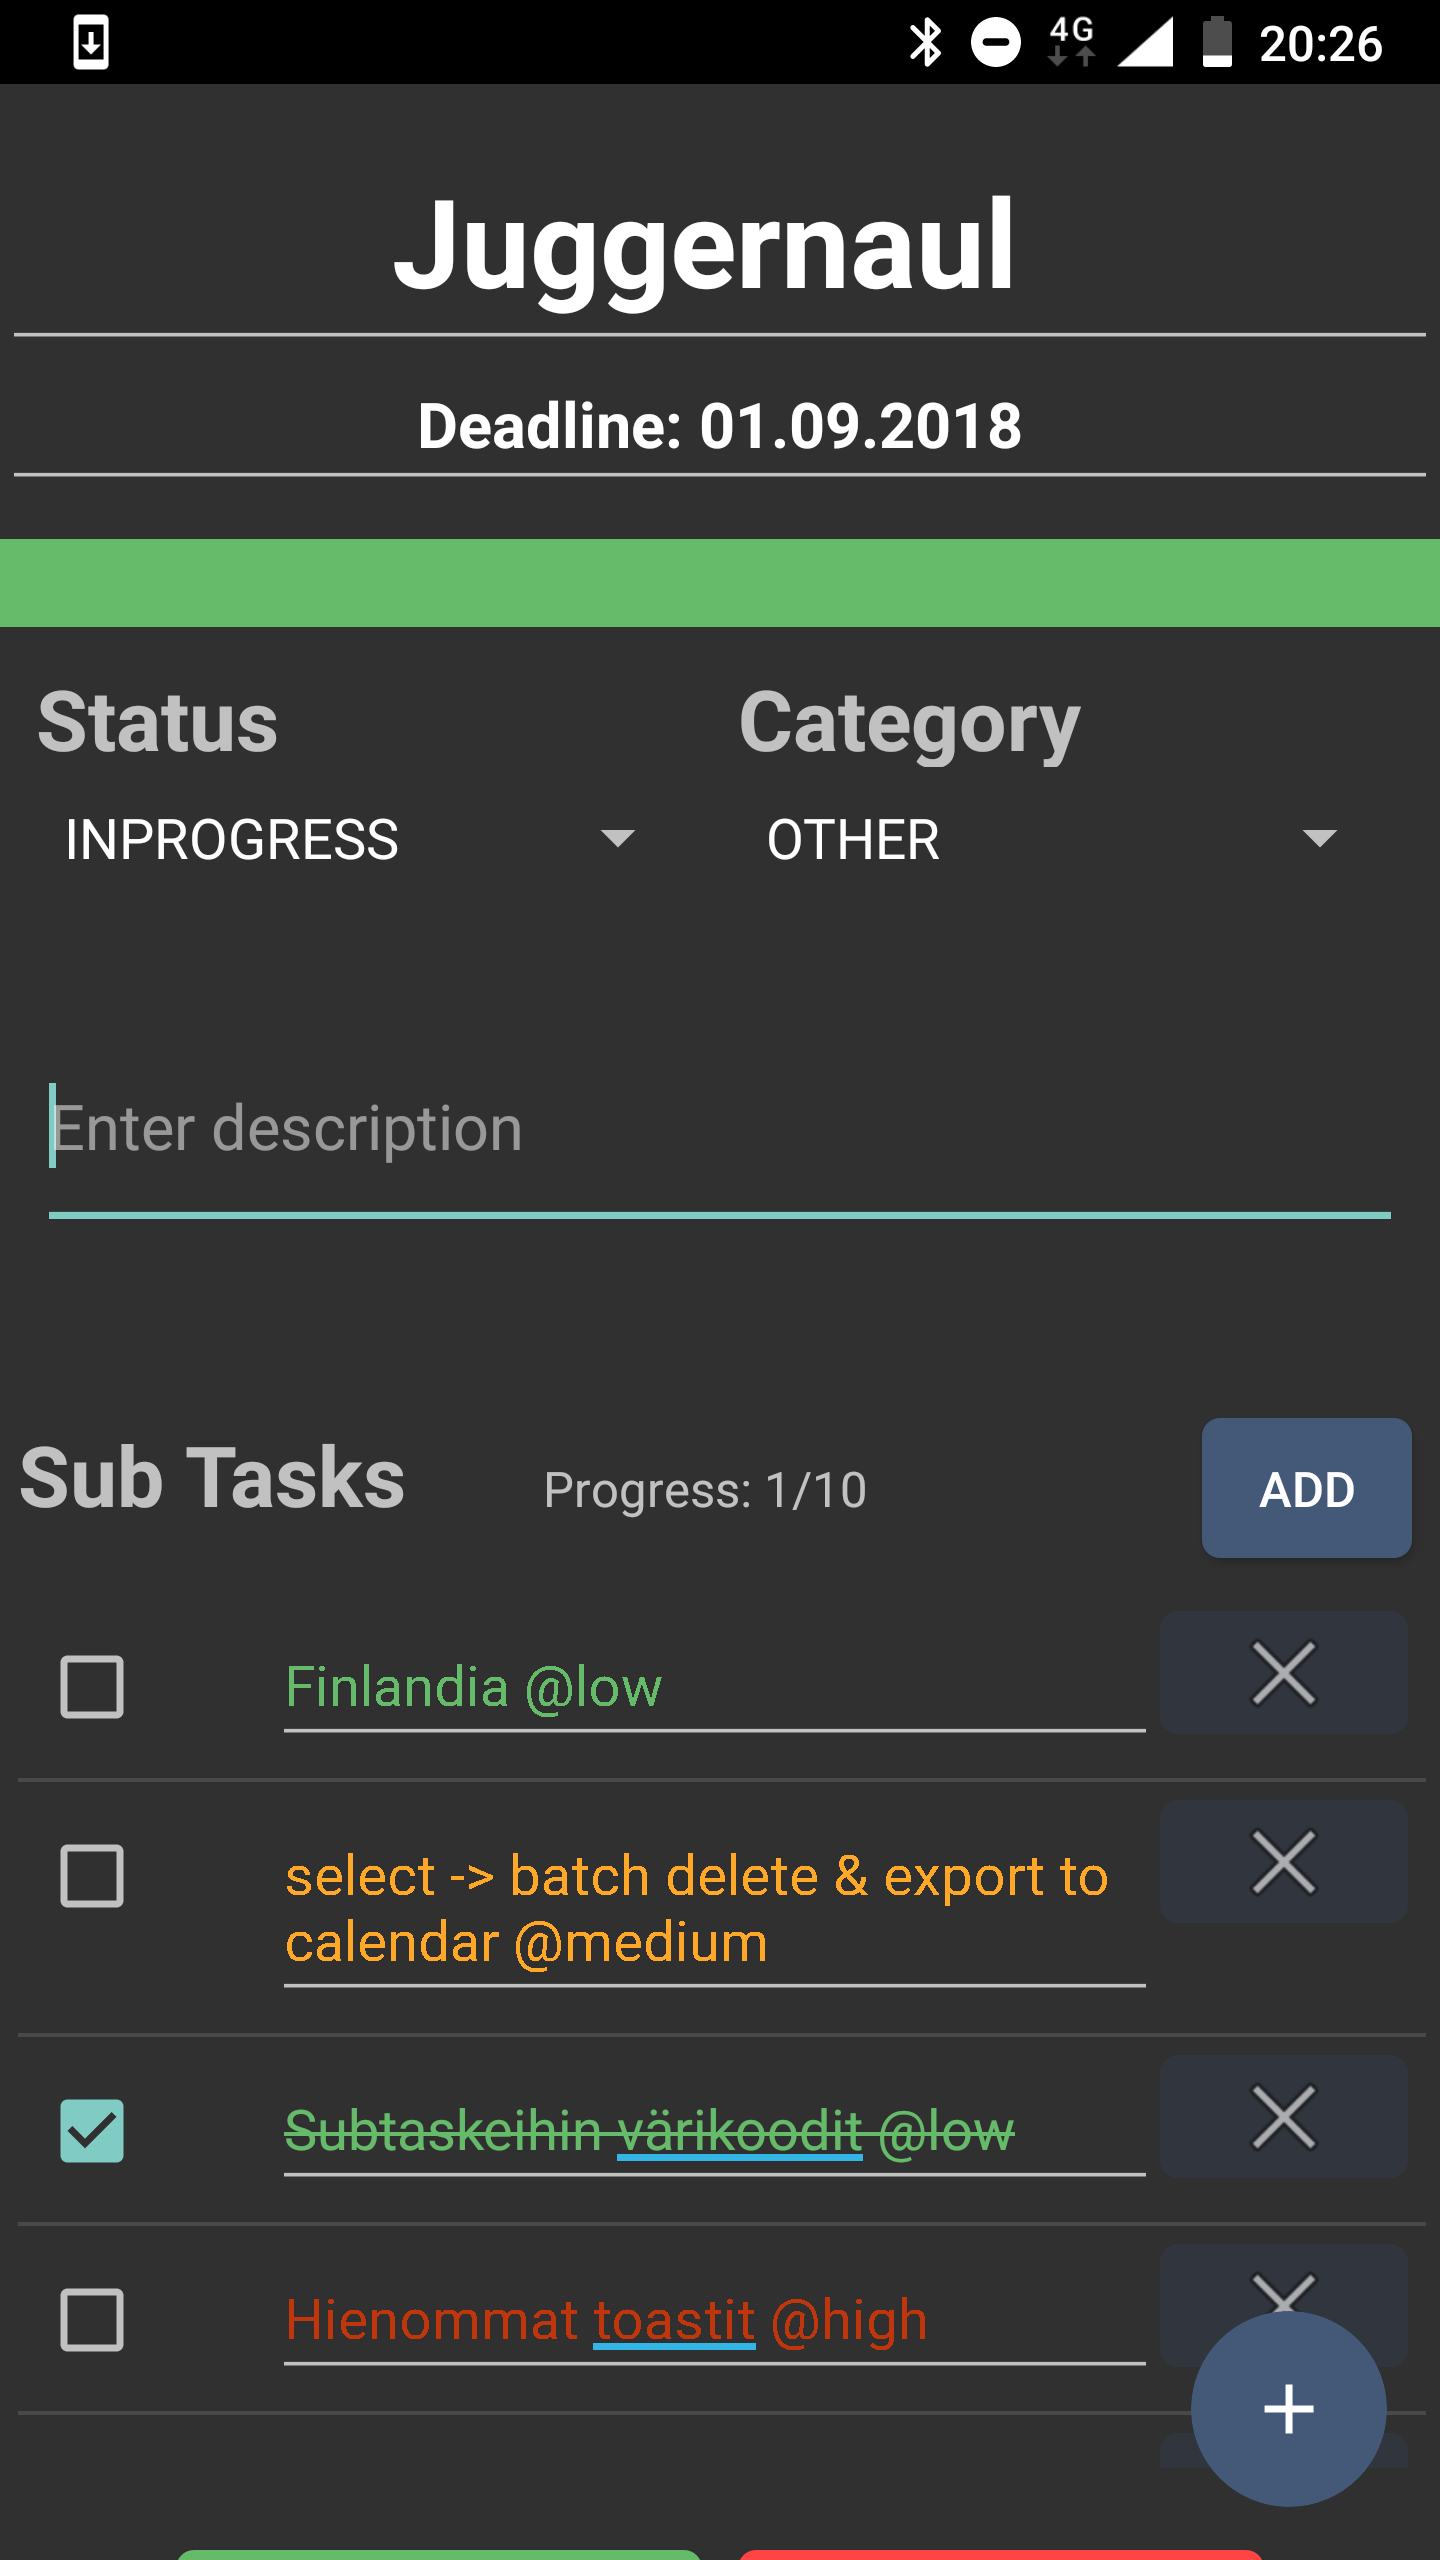 4G 20:26
Juggernaul
Deadline: 01.09.2018
Status Category
INPROGRESS OTHER
Enter description
Sub Tasks Progress: 1/10 ADD
Finlandia @low
select -> batch delete & export to
calendar @medium
Subtaskeihin värikoodit @low
Hienommat toastit @high